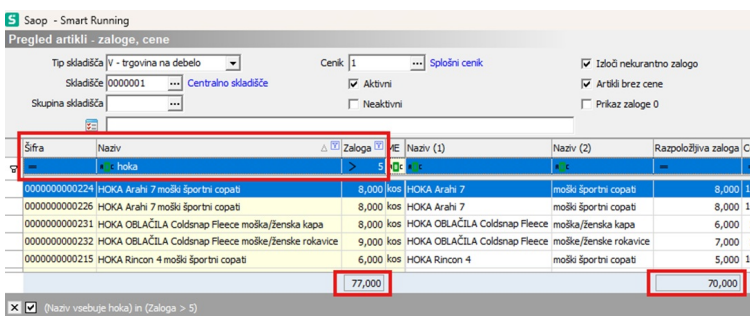 S Saop - Smart Running
Pregled artikli - zaloge, cene
Tip skladišča V - trgovina na debelo Cenik 1 ... Splošni cenik Izloči nekurantno zalogo
Skladišče 0000001 ... Centralno skladišče Aktivni Artikli brez cene
Skupina skladišča ... Neaktivni Prikaz zaloge 0
Šifra Naziv Zaloga ME Naziv (1) Naziv (2) Razpoložljiva zaloga C
hoka > 5
0000000000224 HOKA Arahi 7 moški športni copati 8,000 kos HOKA Arahi 7 moški športni copati 8,000 1
0000000000226 HOKA Arahi 7 moški športni copati 8,000 kos HOKA Arahi 7 moški športni copati 8,000 1
0000000000231 HOKA OBLAČILA Coldsnap Fleece moška/ženska kapa 8,000 kos HOKA OBLAČILA Coldsnap Fleece moška/ženska kapa 6,000
0000000000232 HOKA OBLAČILA Coldsnap Fleece moške/ženske rokavice 9,000 kos HOKA OBLAČILA Coldsnap Fleece moške/ženske rokavice 7,000
0000000000215 HOKA Rincon 4 moški športni copati 6,000 kos HOKA Rincon 4 moški športni copati 5,000 1
77,000 70,000
(Naziv vsebuje hoka) in (Zaloga > 5)